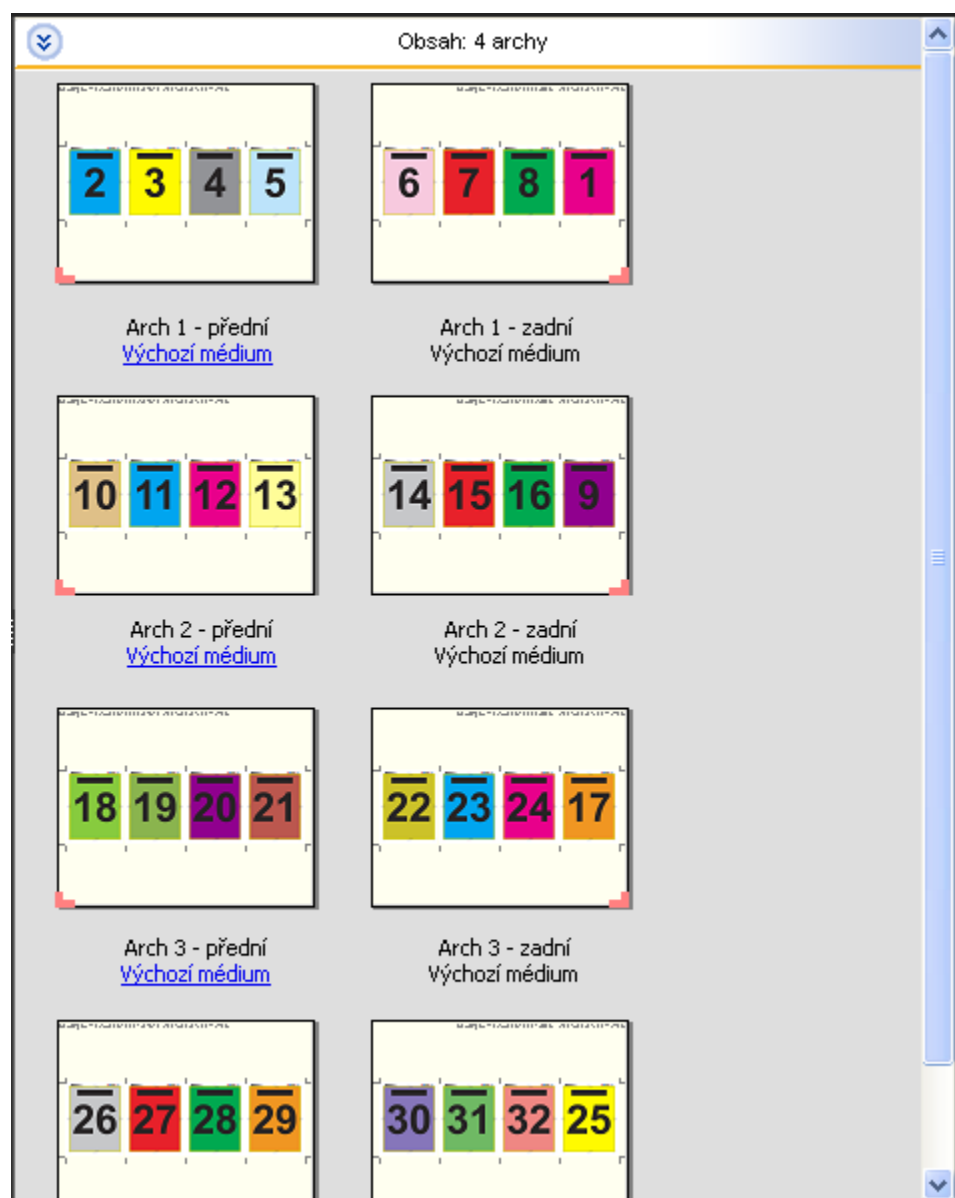 Obsah: 4 archy
2 3 4 5
6 7 8 1
Arch 1 - přední
Výchozí médium
Arch 1 - zadní
Výchozí médium
10 11 12 13
14 15 16 9
Arch 2 - přední
Výchozí médium
Arch 2 - zadní
Výchozí médium
18 19 20 21
22 23 24 17
Arch 3 - přední
Výchozí médium
Arch 3 - zadní
Výchozí médium
26 27 28 29
30 31 32 25